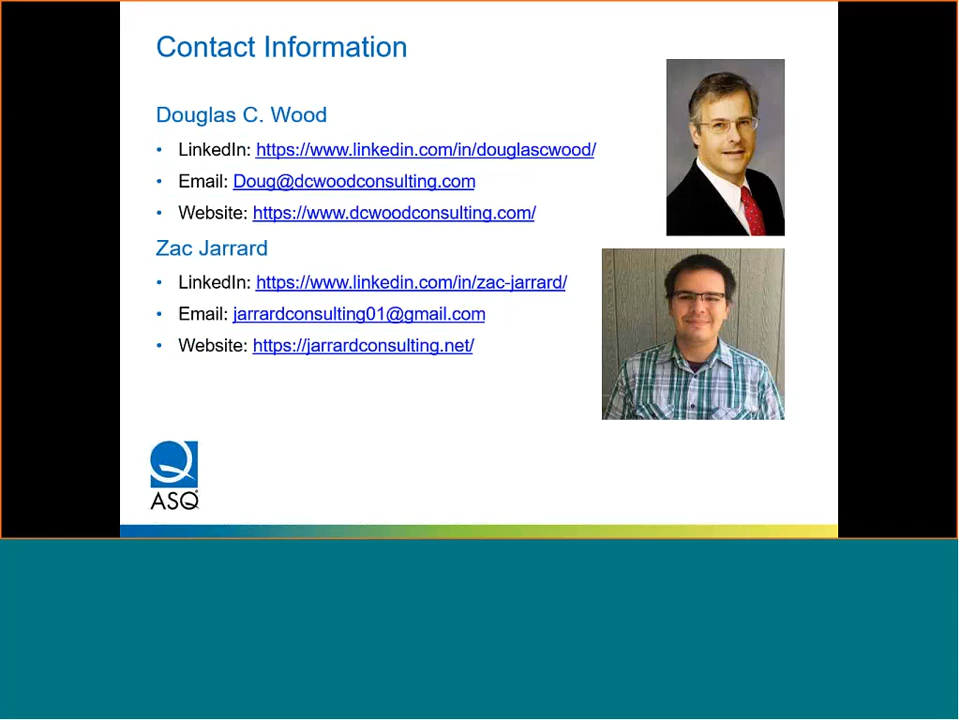 Contact Information
Douglas C. Wood
• LinkedIn: https://www.linkedin.com/in/douglascwood/
• Email: Doug@dcwoodconsulting.com
• Website: https://www.dcwoodconsulting.com/
Zac Jarrard
• LinkedIn: https://www.linkedin.com/in/zac-jarrard/
• Email: jarrardconsulting01@gmail.com
• Website: https://jarrardconsulting.net/
ASQ